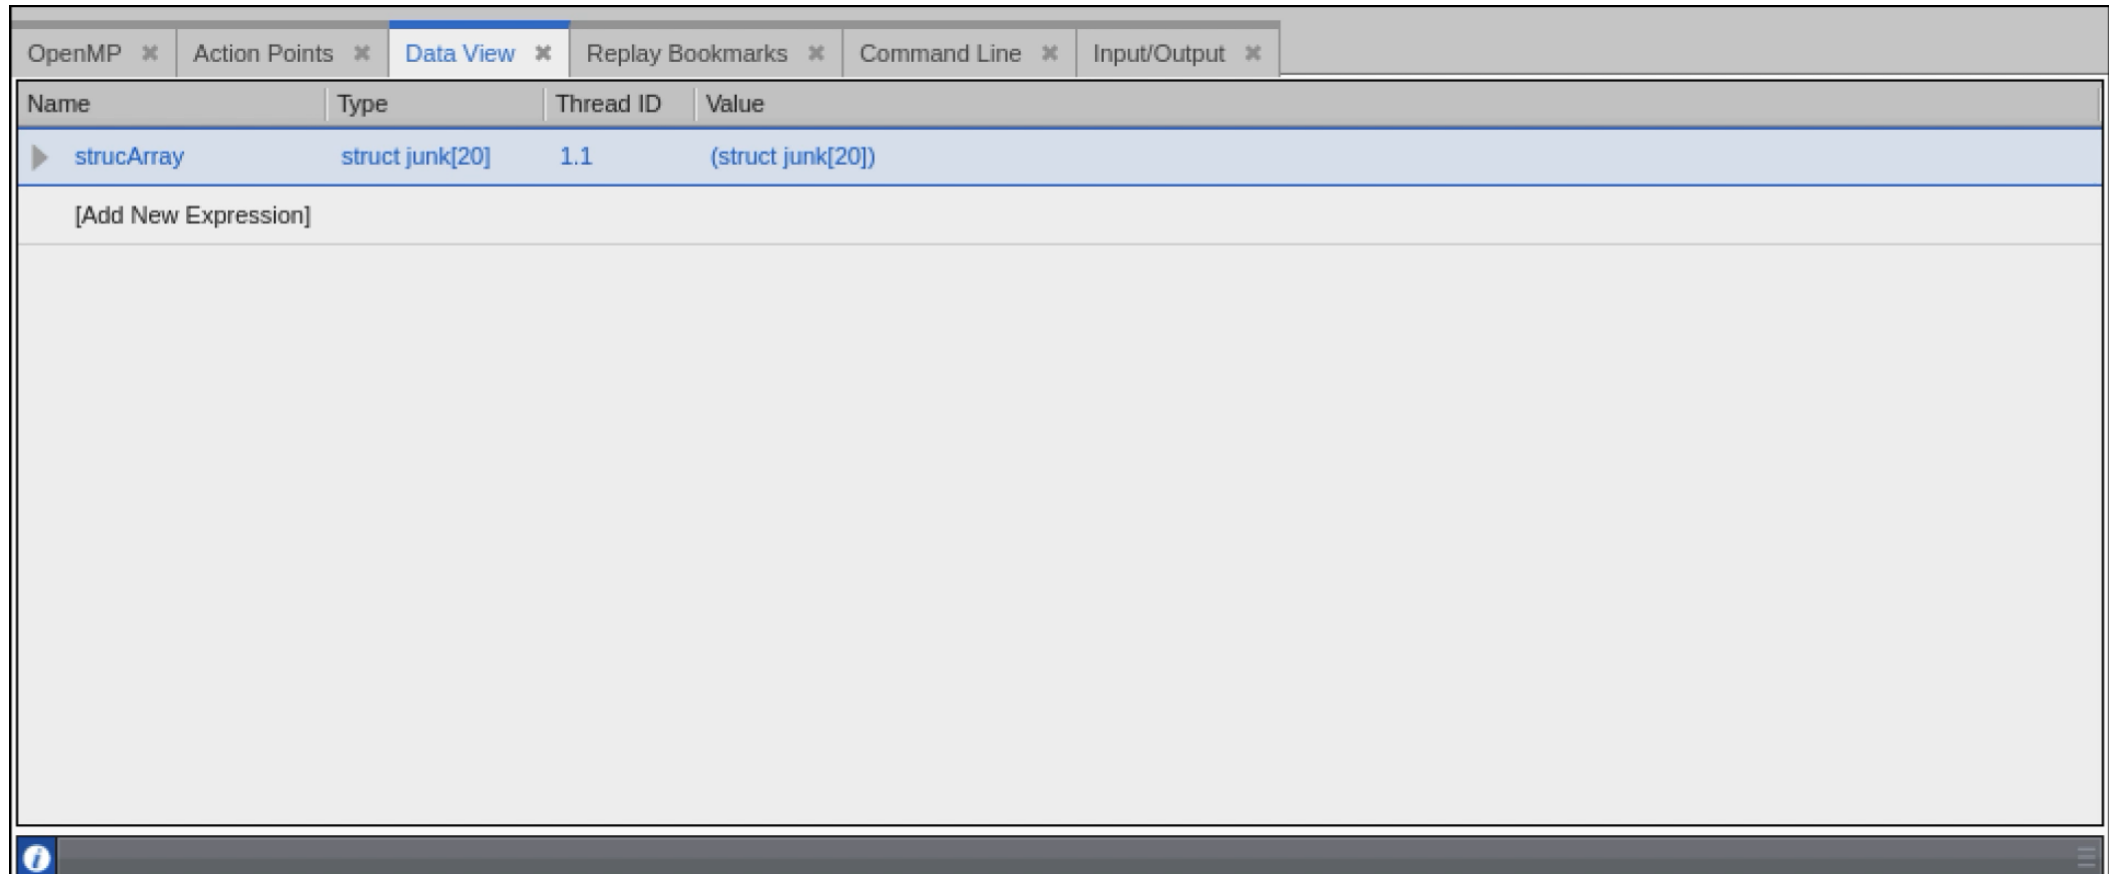 OpenMP Action Points Data View Replay Bookmarks Command Line Input/Output
Name Type Thread ID Value
strucArray struct junk[20] 1.1 (struct junk[20])
[Add New Expression]